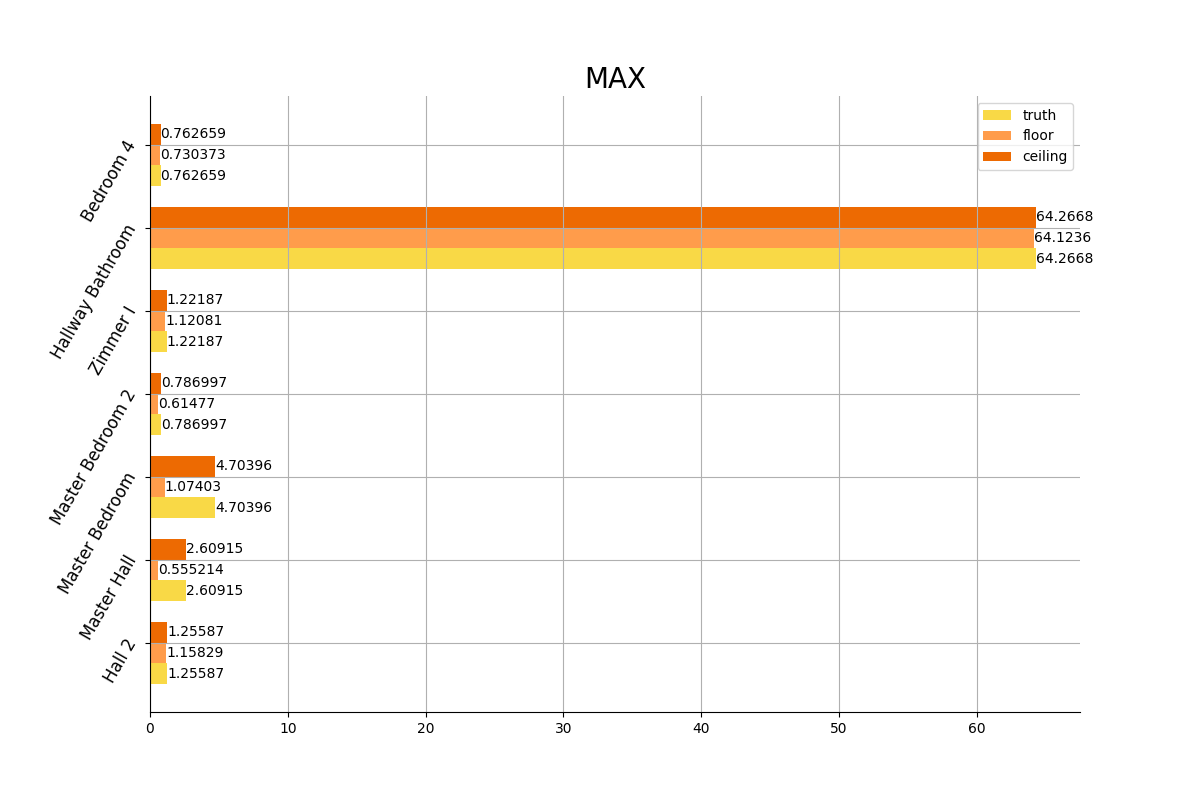 MAX
truth
floor
ceiling
Bedroom 4
0.762659
0.730373
0.762659
Hallway Bathroom
64.2668
64.1236
64.2668
Zimmer I
1.22187
1.12081
1.22187
Master Bedroom 2
0.786997
0.61477
0.786997
Master Bedroom
4.70396
1.07403
4.70396
Master Hall
2.60915
0.555214
2.60915
Hall 2
1.25587
1.15829
1.25587
0 10 20 30 40 50 60